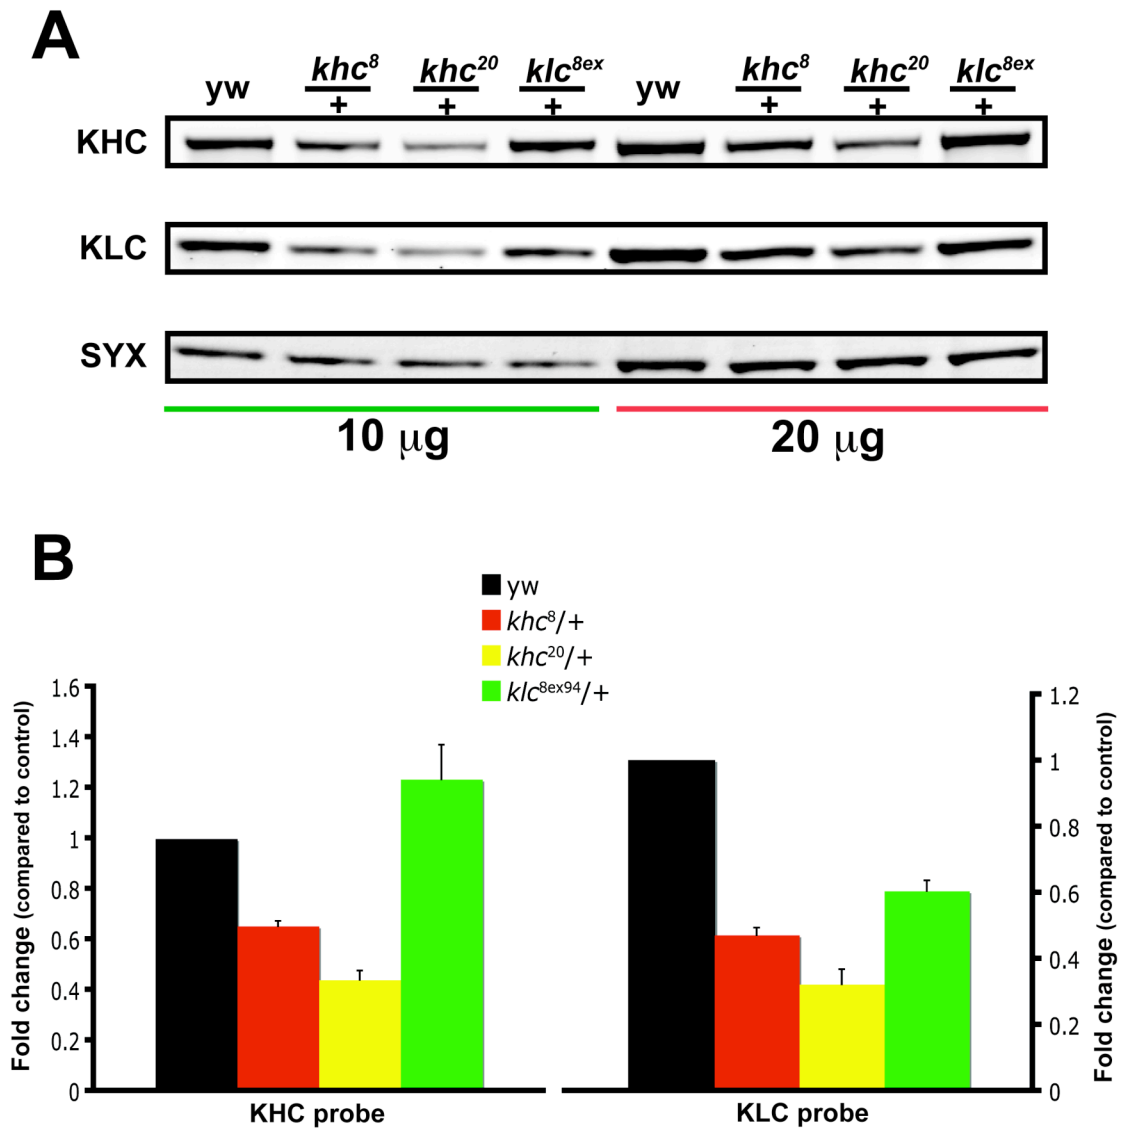 A
yw khc⁸/+ khc²⁰/+ klc⁸ᵉˣ/+ yw khc⁸/+ khc²⁰/+ klc⁸ᵉˣ/+
KHC
KLC
SYX
10 μg 20 μg
B
yw
khc⁸/+
khc²⁰/+
klc⁸ᵉˣ⁹⁴/+
Fold change (compared to control)
1.6
1.4
1.2
1
0.8
0.6
0.4
0.2
0
KHC probe
KLC probe
1.2
1
0.8
0.6
0.4
0.2
0
Fold change (compared to control)